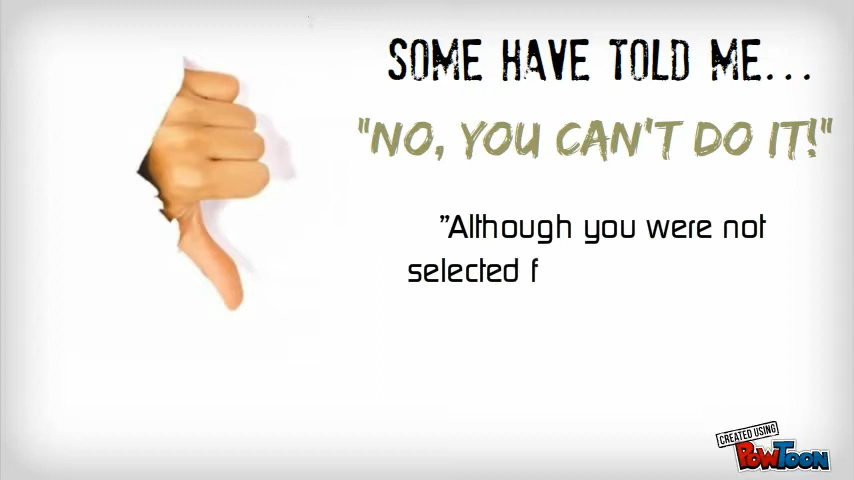 SOME HAVE TOLD ME...
"NO, YOU CAN'T DO IT!"
"Although you were not
selected f
CREATED USING
POWTOON